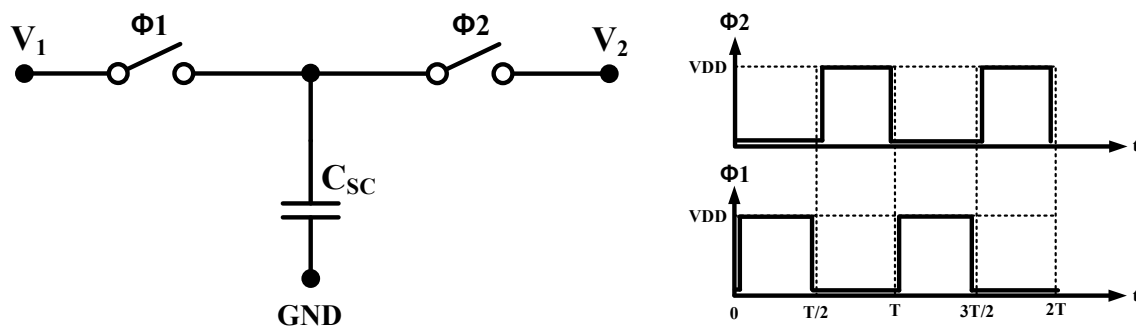 Φ1
Φ2
V1
V2
CSC
GND
Φ2
VDD
t
Φ1
VDD
t
0
T/2
T
3T/2
2T